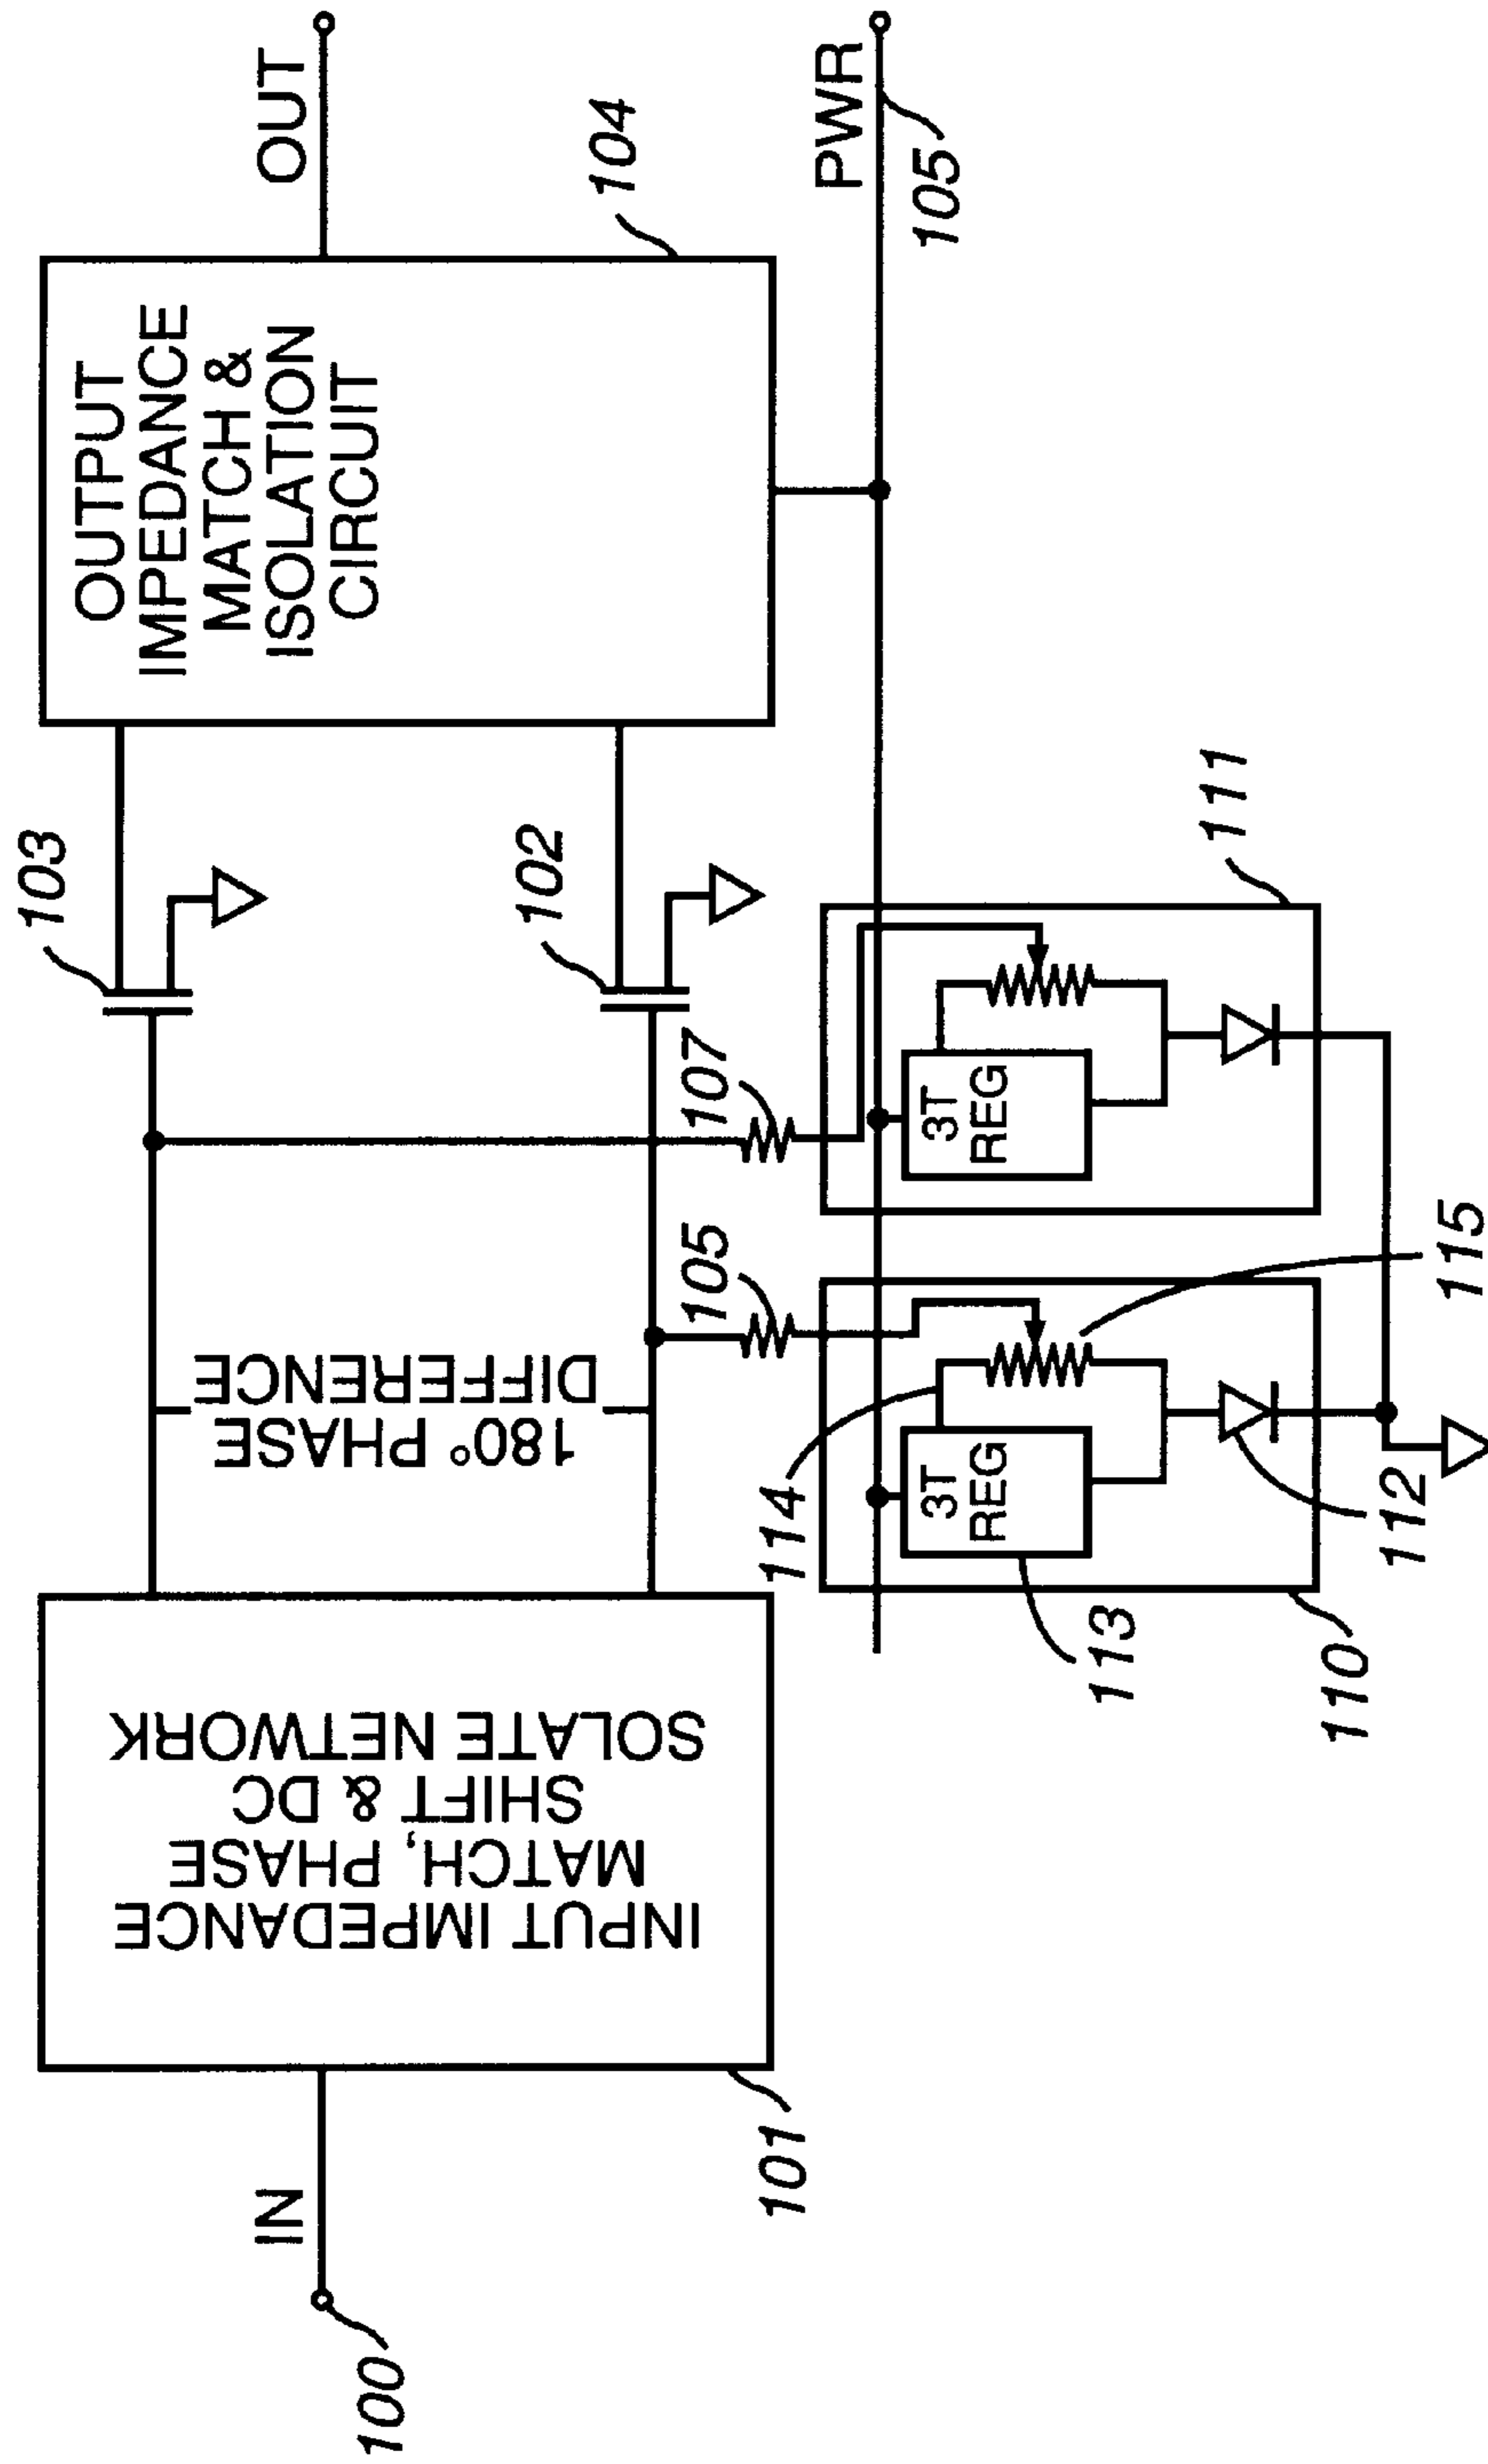 IN
100
INPUT IMPEDANCE
MATCH, PHASE
SHIFT & DC
SOLATE NETWORK
101
180° PHASE
DIFFERENCE
103
102
OUTPUT
IMPEDANCE
MATCH &
ISOLATION
CIRCUIT
OUT
104
PWR
105
105
107
114
3T
REG
113
110
115
112
3T
REG
111